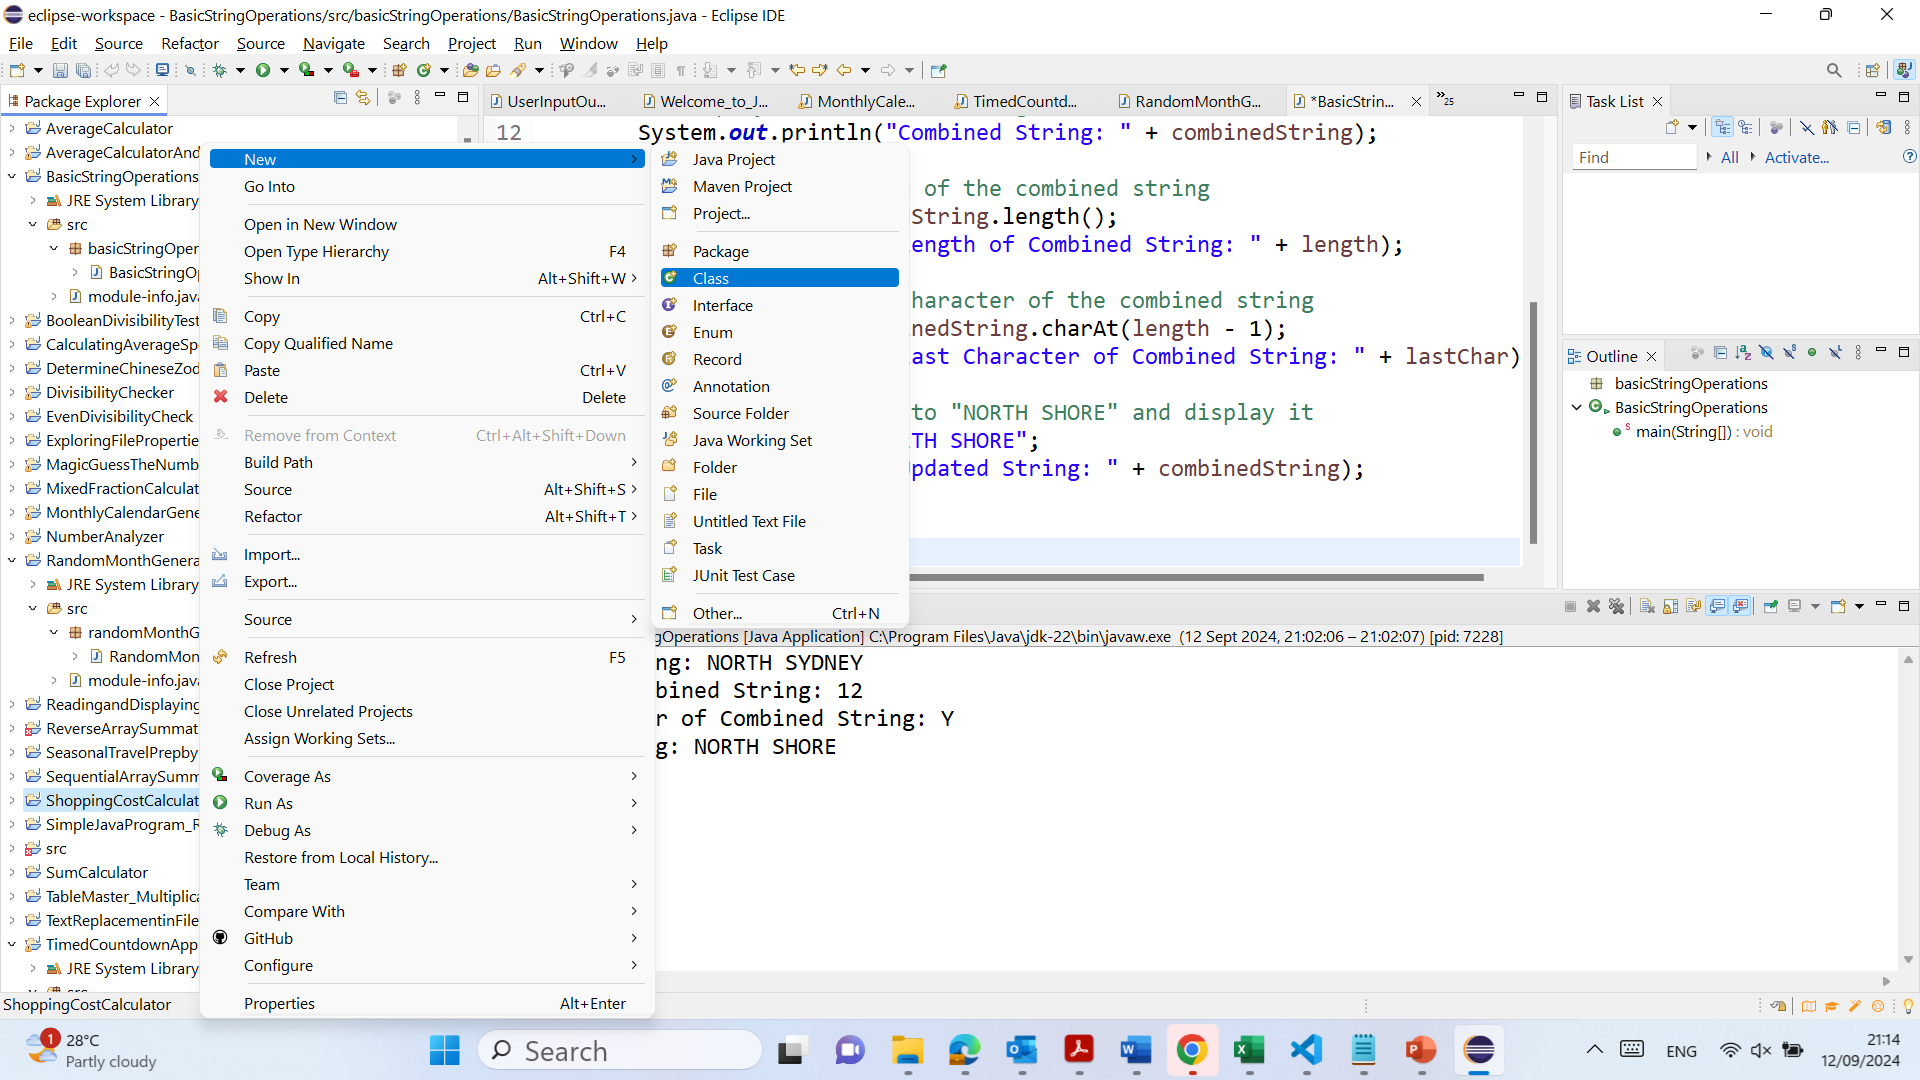 eclipse-workspace - BasicStringOperations/src/basicStringOperations/BasicStringOperations.java - Eclipse IDE
File Edit Source Refactor Source Navigate Search Project Run Window Help
Package Explorer
AverageCalculator
AverageCalculatorAnd
BasicStringOperations
JRE System Library
src
basicStringOper
BasicStringO
module-info.java
BooleanDivisibilityTest
CalculatingAverageSpe
DetermineChineseZod
DivisibilityChecker
EvenDivisibilityCheck
ExploringFilePropertie
MagicGuessTheNumb
MixedFractionCalculat
MonthlyCalendarGene
NumberAnalyzer
RandomMonthGenera
JRE System Library
src
randomMonthG
RandomMon
module-info.java
ReadingandDisplaying
ReverseArraySummat
SeasonalTravelPrepby
SequentialArraySumm
ShoppingCostCalculat
SimpleJavaProgram_R
src
SumCalculator
TableMaster_Multiplica
TextReplacementinFile
TimedCountdownApp
JRE System Library
src
New
Go Into
Open in New Window
Open Type Hierarchy F4
Show In Alt+Shift+W
Copy Ctrl+C
Copy Qualified Name
Paste Ctrl+V
Delete Delete
Remove from Context Ctrl+Alt+Shift+Down
Build Path
Source Alt+Shift+S
Refactor Alt+Shift+T
Import...
Export...
Source
Refresh F5
Close Project
Close Unrelated Projects
Assign Working Sets...
Coverage As
Run As
Debug As
Restore from Local History...
Team
Compare With
GitHub
Configure
Properties Alt+Enter
Java Project
Maven Project
Project...
Package
Class
Interface
Enum
Record
Annotation
Source Folder
Java Working Set
Folder
File
Untitled Text File
Task
JUnit Test Case
Other... Ctrl+N
UserInputOu... Welcome_to_J... MonthlyCale... TimedCountd... RandomMonthG... *BasicStrin... »25
12 System.out.println("Combined String: " + combinedString);
of the combined string
String.length();
ength of Combined String: " + length);
haracter of the combined string
inedString.charAt(length - 1);
ast Character of Combined String: " + lastChar)
to "NORTH SHORE" and display it
TH SHORE";
pdated String: " + combinedString);
gOperations [Java Application] C:\Program Files\Java\jdk-22\bin\javaw.exe (12 Sept 2024, 21:02:06 – 21:02:07) [pid: 7228]
ng: NORTH SYDNEY
bined String: 12
r of Combined String: Y
g: NORTH SHORE
Task List
Find All Activate...
Outline
basicStringOperations
BasicStringOperations
main(String[]) : void
ShoppingCostCalculator
1
28°C
Partly cloudy
Search
ENG
21:14
12/09/2024